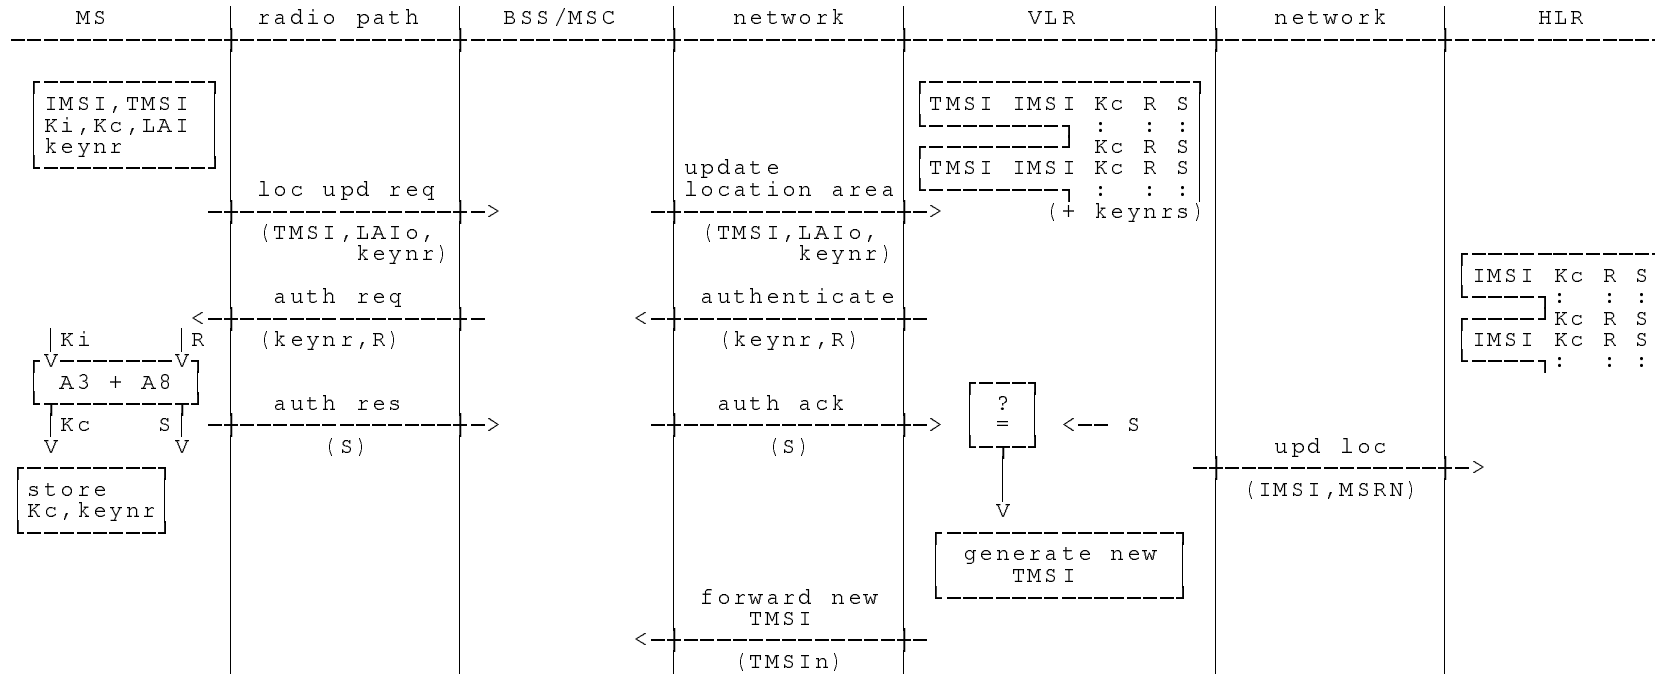 MS radio path BSS/MSC network VLR network HLR
IMSI,TMSI
Ki,Kc,LAI
keynr
TMSI IMSI Kc R S
: : :
Kc R S
TMSI IMSI Kc R S
: : :
(+ keynrs)
loc upd req
(TMSI,LAIo,
keynr)
update
location area
(TMSI,LAIo,
keynr)
IMSI Kc R S
: : :
Kc R S
IMSI Kc R S
: : :
auth req
(keynr,R)
authenticate
(keynr,R)
Ki R
A3 + A8
Kc S
auth res
(S)
auth ack
(S)
?
=
<-- S
upd loc
(IMSI,MSRN)
store
Kc,keynr
generate new
TMSI
forward new
TMSI
(TMSIn)